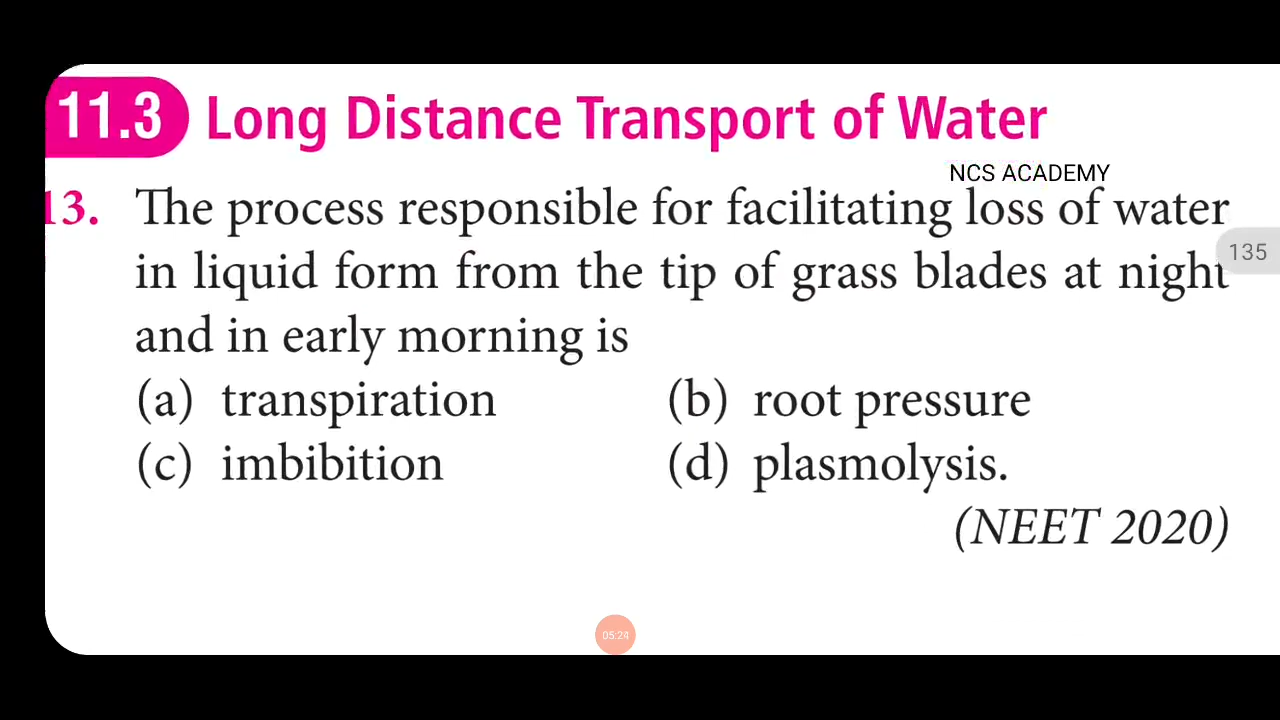 11.3 Long Distance Transport of Water
NCS ACADEMY
13. The process responsible for facilitating loss of water
135
in liquid form from the tip of grass blades at night
and in early morning is
(a) transpiration (b) root pressure
(c) imbibition (d) plasmolysis.
(NEET 2020)
05:24